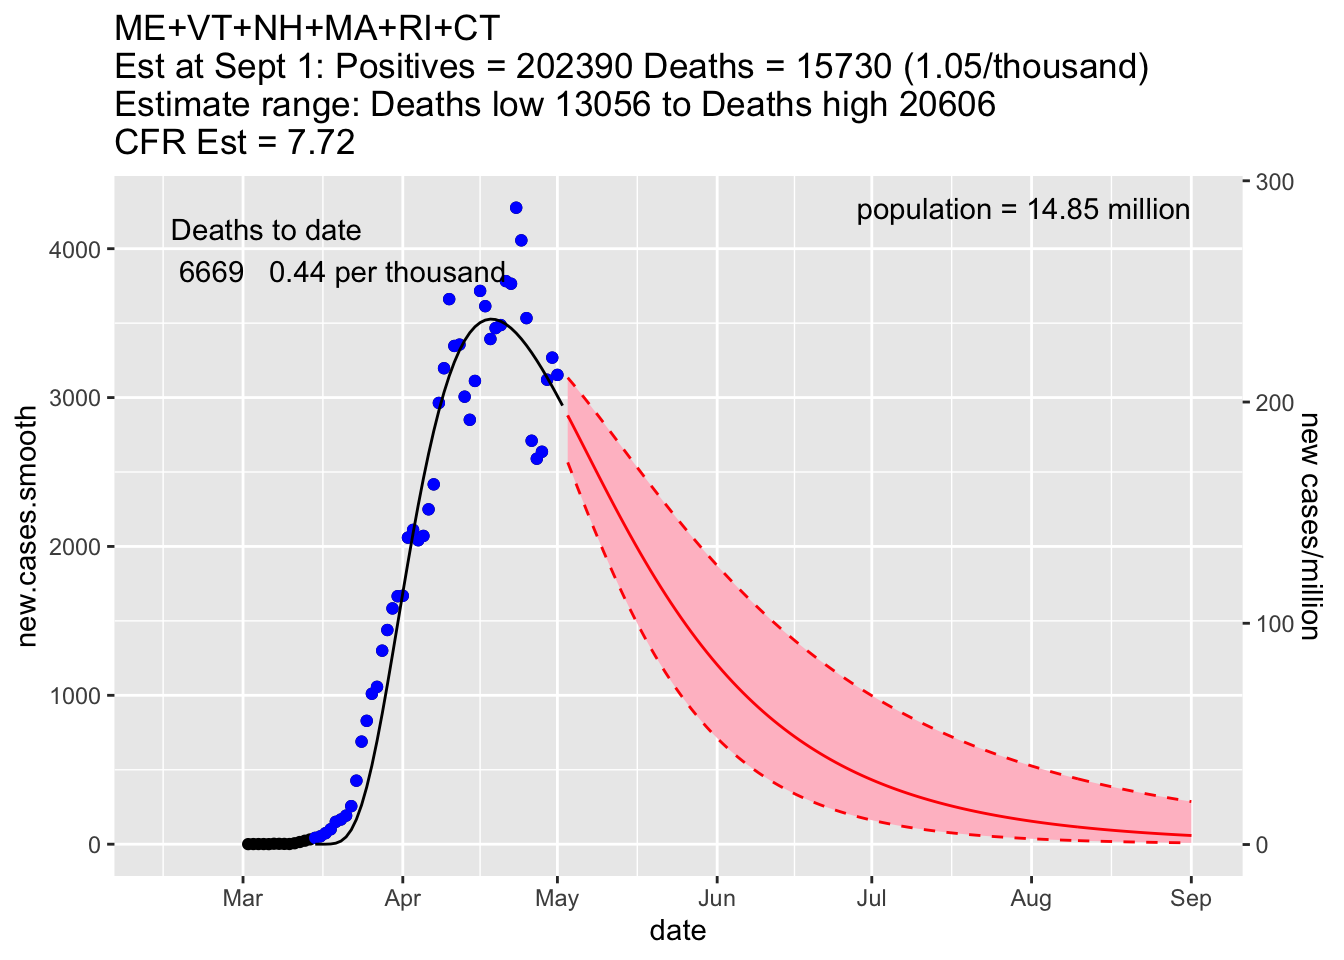 ME+VT+NH+MA+RI+CT
Est at Sept 1: Positives = 202390 Deaths = 15730 (1.05/thousand)
Estimate range: Deaths low 13056 to Deaths high 20606
CFR Est = 7.72
Deaths to date
6669 0.44 per thousand
population = 14.85 million
4000
3000
2000
1000
0
new.cases.smooth
300
200
100
0
new cases/million
Mar Apr May Jun Jul Aug Sep
date